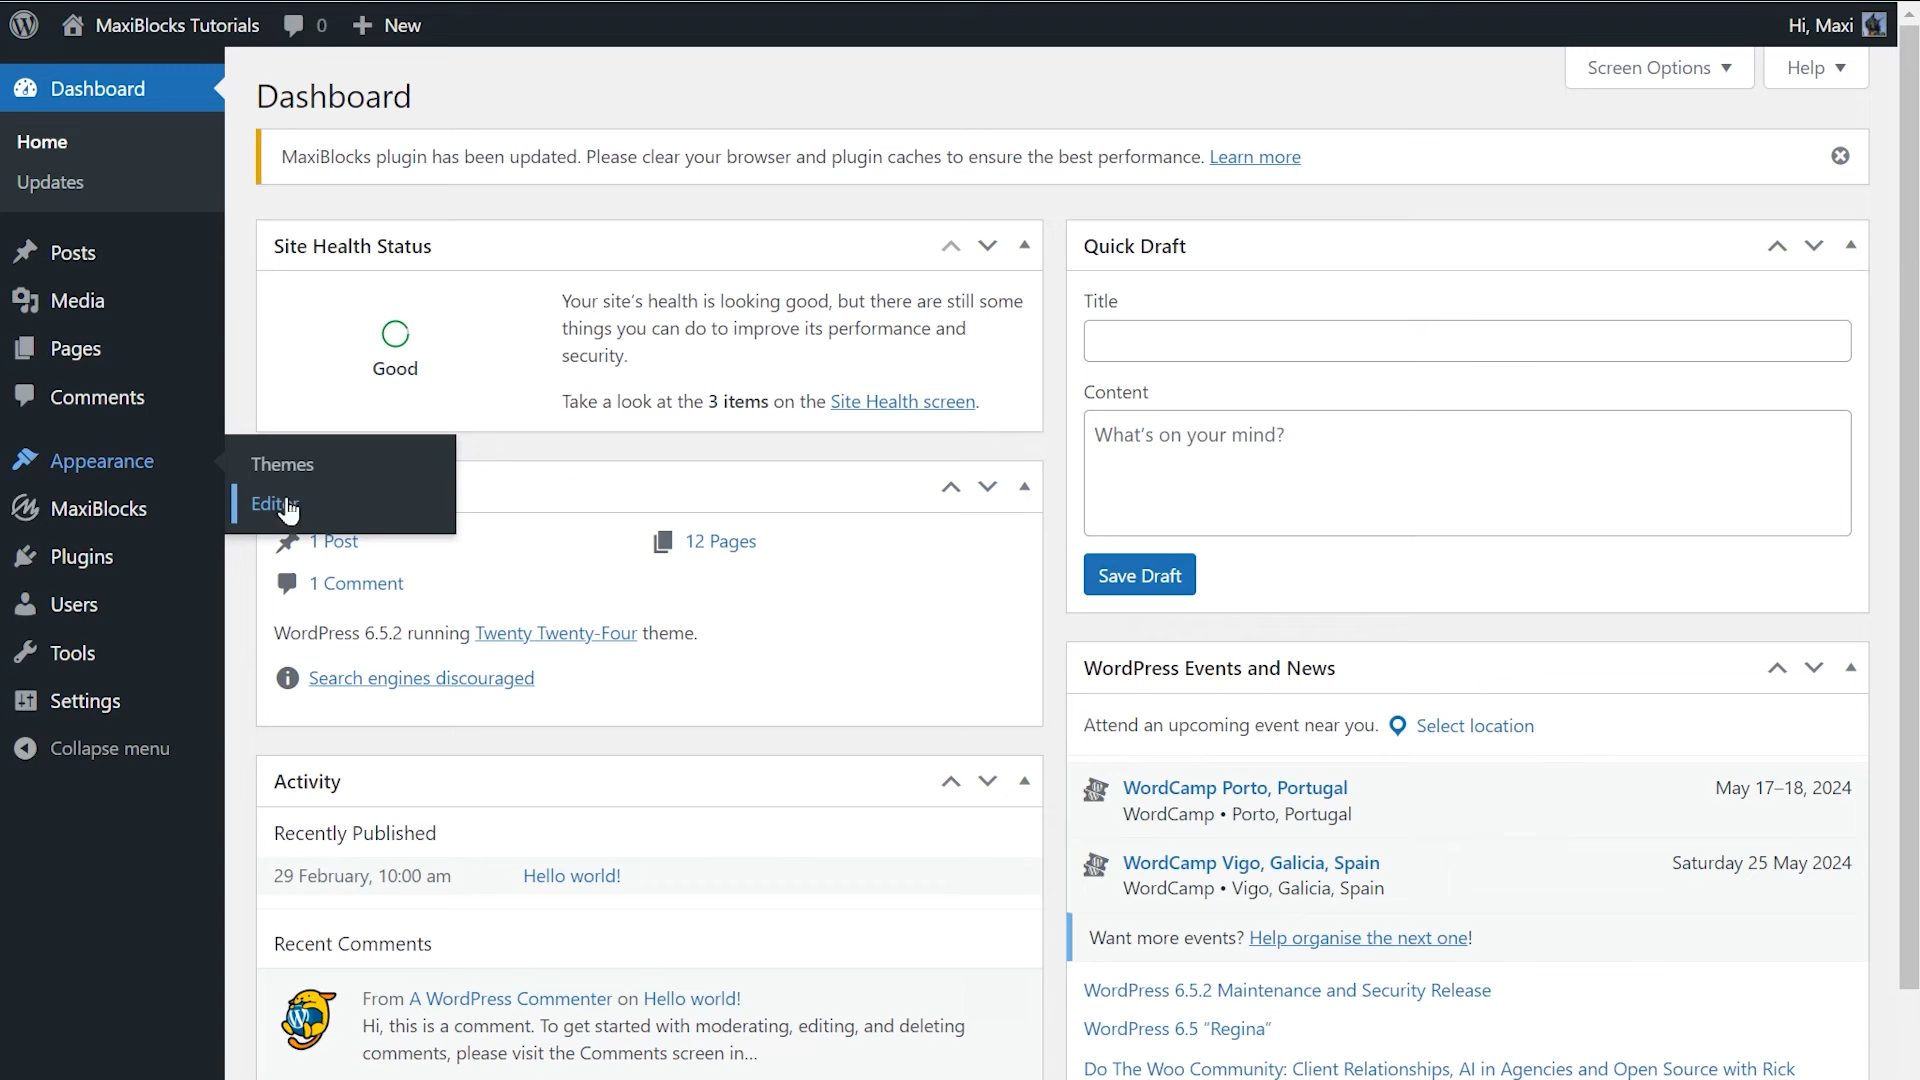 MaxiBlocks Tutorials 0 New Hi, Maxi
Screen Options Help
Dashboard
Home
Updates
Posts
Media
Pages
Comments
Appearance
MaxiBlocks
Plugins
Users
Tools
Settings
Collapse menu
Themes
Dashboard
MaxiBlocks plugin has been updated. Please clear your browser and plugin caches to ensure the best performance. Learn more
Site Health Status
Good
Your site's health is looking good, but there are still some
things you can do to improve its performance and
security.
Take a look at the 3 items on the Site Health screen.
1 Post 12 Pages
1 Comment
WordPress 6.5.2 running Twenty Twenty-Four theme.
Search engines discouraged
Activity
Recently Published
29 February, 10:00 am Hello world!
Recent Comments
From A WordPress Commenter on Hello world!
Hi, this is a comment. To get started with moderating, editing, and deleting
comments, please visit the Comments screen in...
Quick Draft
Title
Content
What's on your mind?
Save Draft
WordPress Events and News
Attend an upcoming event near you. Select location
WordCamp Porto, Portugal May 17–18, 2024
WordCamp • Porto, Portugal
WordCamp Vigo, Galicia, Spain Saturday 25 May 2024
WordCamp • Vigo, Galicia, Spain
Want more events? Help organise the next one!
WordPress 6.5.2 Maintenance and Security Release
WordPress 6.5 “Regina”
Do The Woo Community: Client Relationships, AI in Agencies and Open Source with Rick